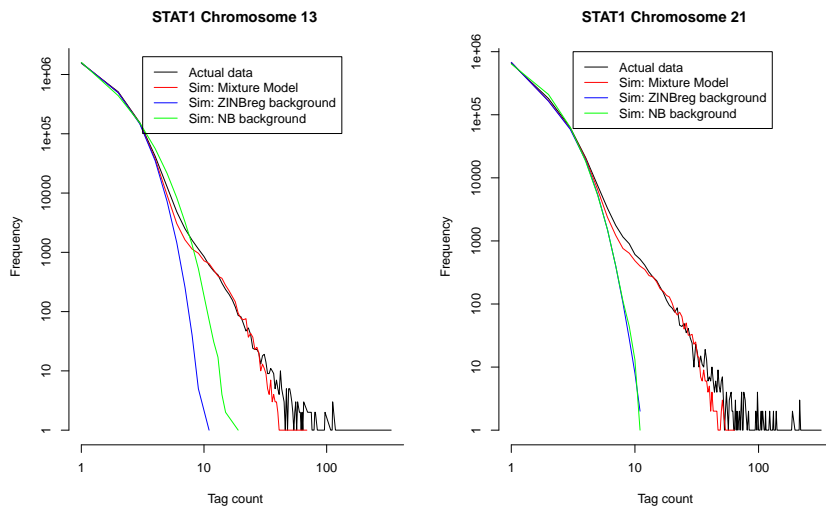 STAT1 Chromosome 13
Actual data
Sim: Mixture Model
Sim: ZINBreg background
Sim: NB background
Frequency
1e+06
1e+05
10000
1000
100
10
1
1
10
100
Tag count
STAT1 Chromosome 21
Actual data
Sim: Mixture Model
Sim: ZINBreg background
Sim: NB background
Frequency
1e+06
1e+05
10000
1000
100
10
1
1
10
100
Tag count